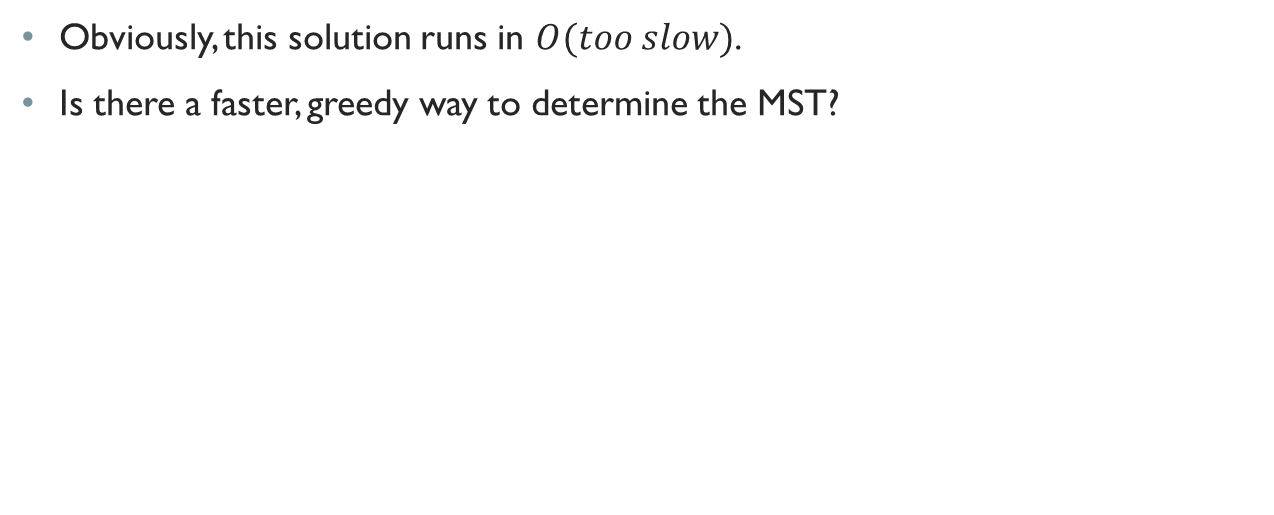 • Obviously, this solution runs in O(too slow).
• Is there a faster, greedy way to determine the MST?